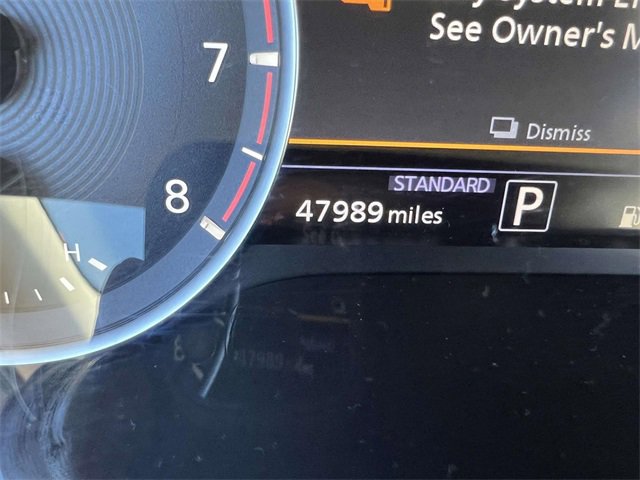 See Owner's
7
Dismiss
STANDARD
8
47989 miles
P
H